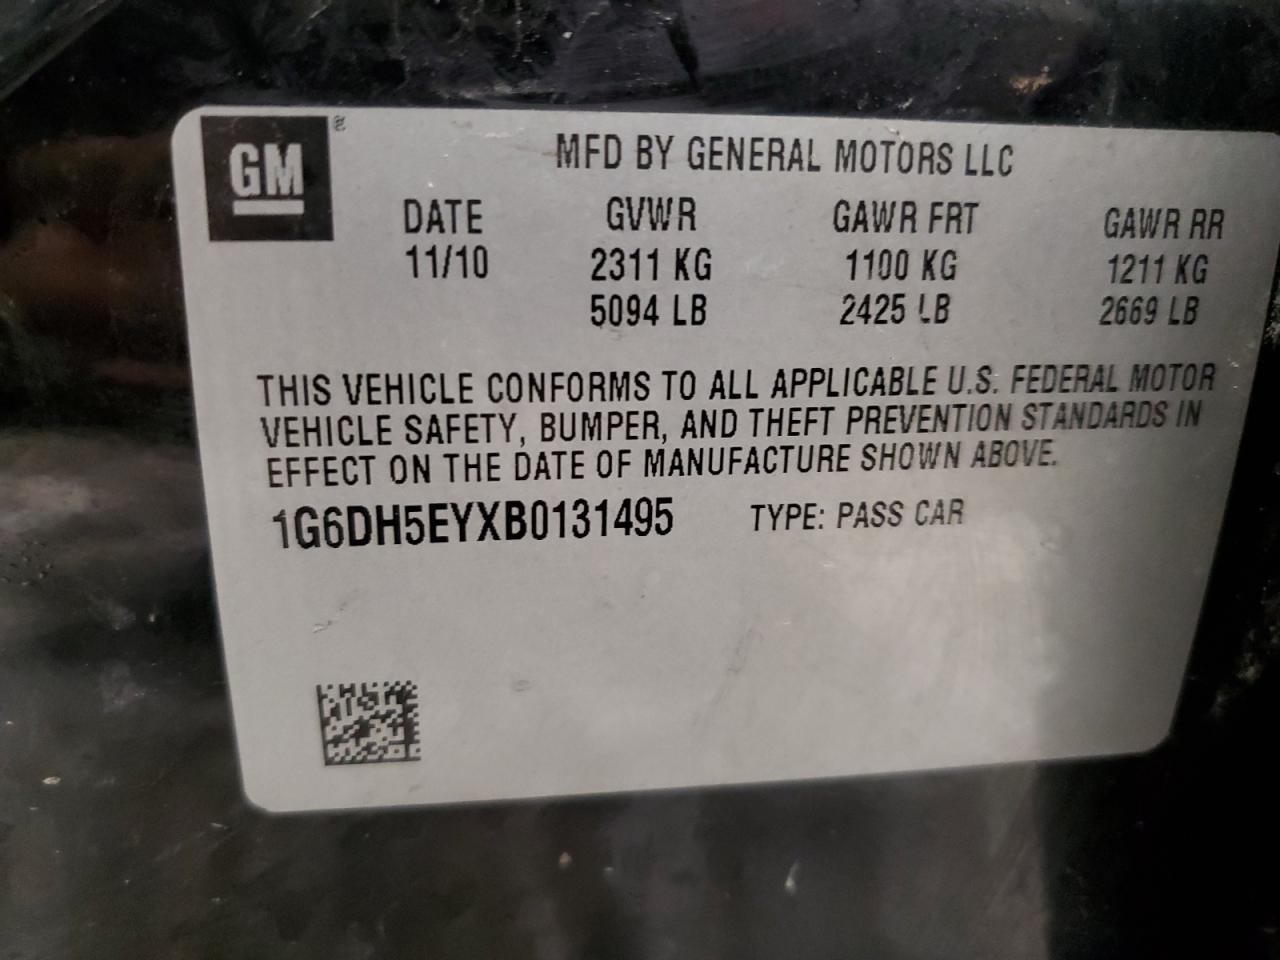 GM ®
MFD BY GENERAL MOTORS LLC
DATE GVWR GAWR FRT GAWR RR
11/10 2311 KG 1100 KG 1211 KG
5094 LB 2425 LB 2669 LB
THIS VEHICLE CONFORMS TO ALL APPLICABLE U.S. FEDERAL MOTOR
VEHICLE SAFETY, BUMPER, AND THEFT PREVENTION STANDARDS IN
EFFECT ON THE DATE OF MANUFACTURE SHOWN ABOVE.
1G6DH5EYXB0131495 TYPE: PASS CAR